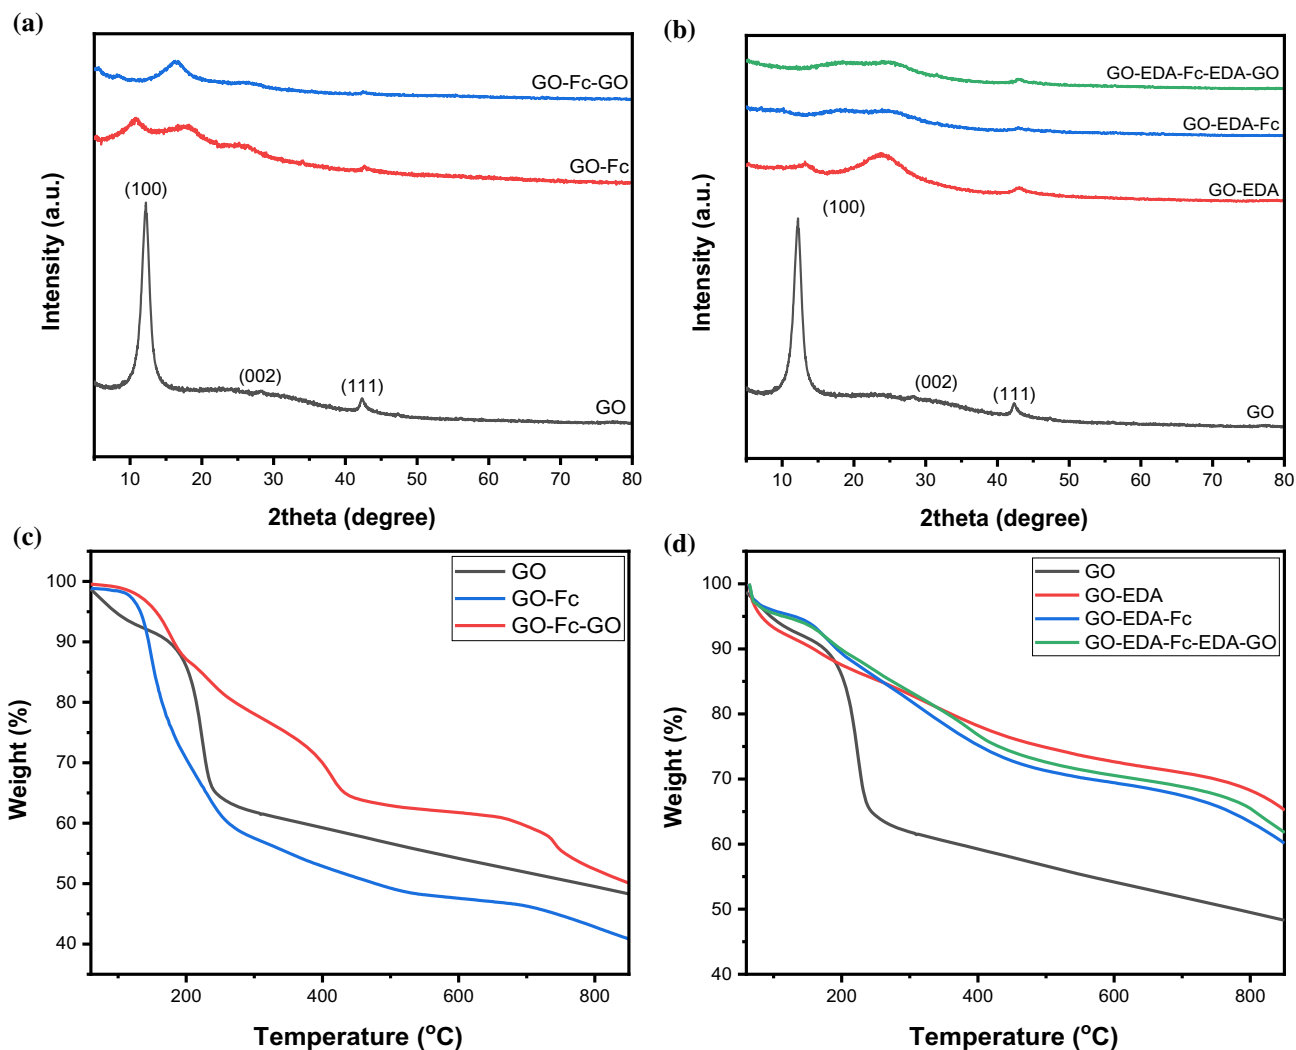 (a)
GO-Fc-GO
GO-Fc
(100)
(002)
(111)
GO
Intensity (a.u.)
10 20 30 40 50 60 70 80
2theta (degree)
(b)
GO-EDA-Fc-EDA-GO
GO-EDA-Fc
GO-EDA
(100)
(002)
(111)
GO
Intensity (a.u.)
10 20 30 40 50 60 70 80
2theta (degree)
(c)
GO
GO-Fc
GO-Fc-GO
100
90
80
70
60
50
40
Weight (%)
200 400 600 800
Temperature (°C)
(d)
GO
GO-EDA
GO-EDA-Fc
GO-EDA-Fc-EDA-GO
100
90
80
70
60
50
40
Weight (%)
200 400 600 800
Temperature (°C)